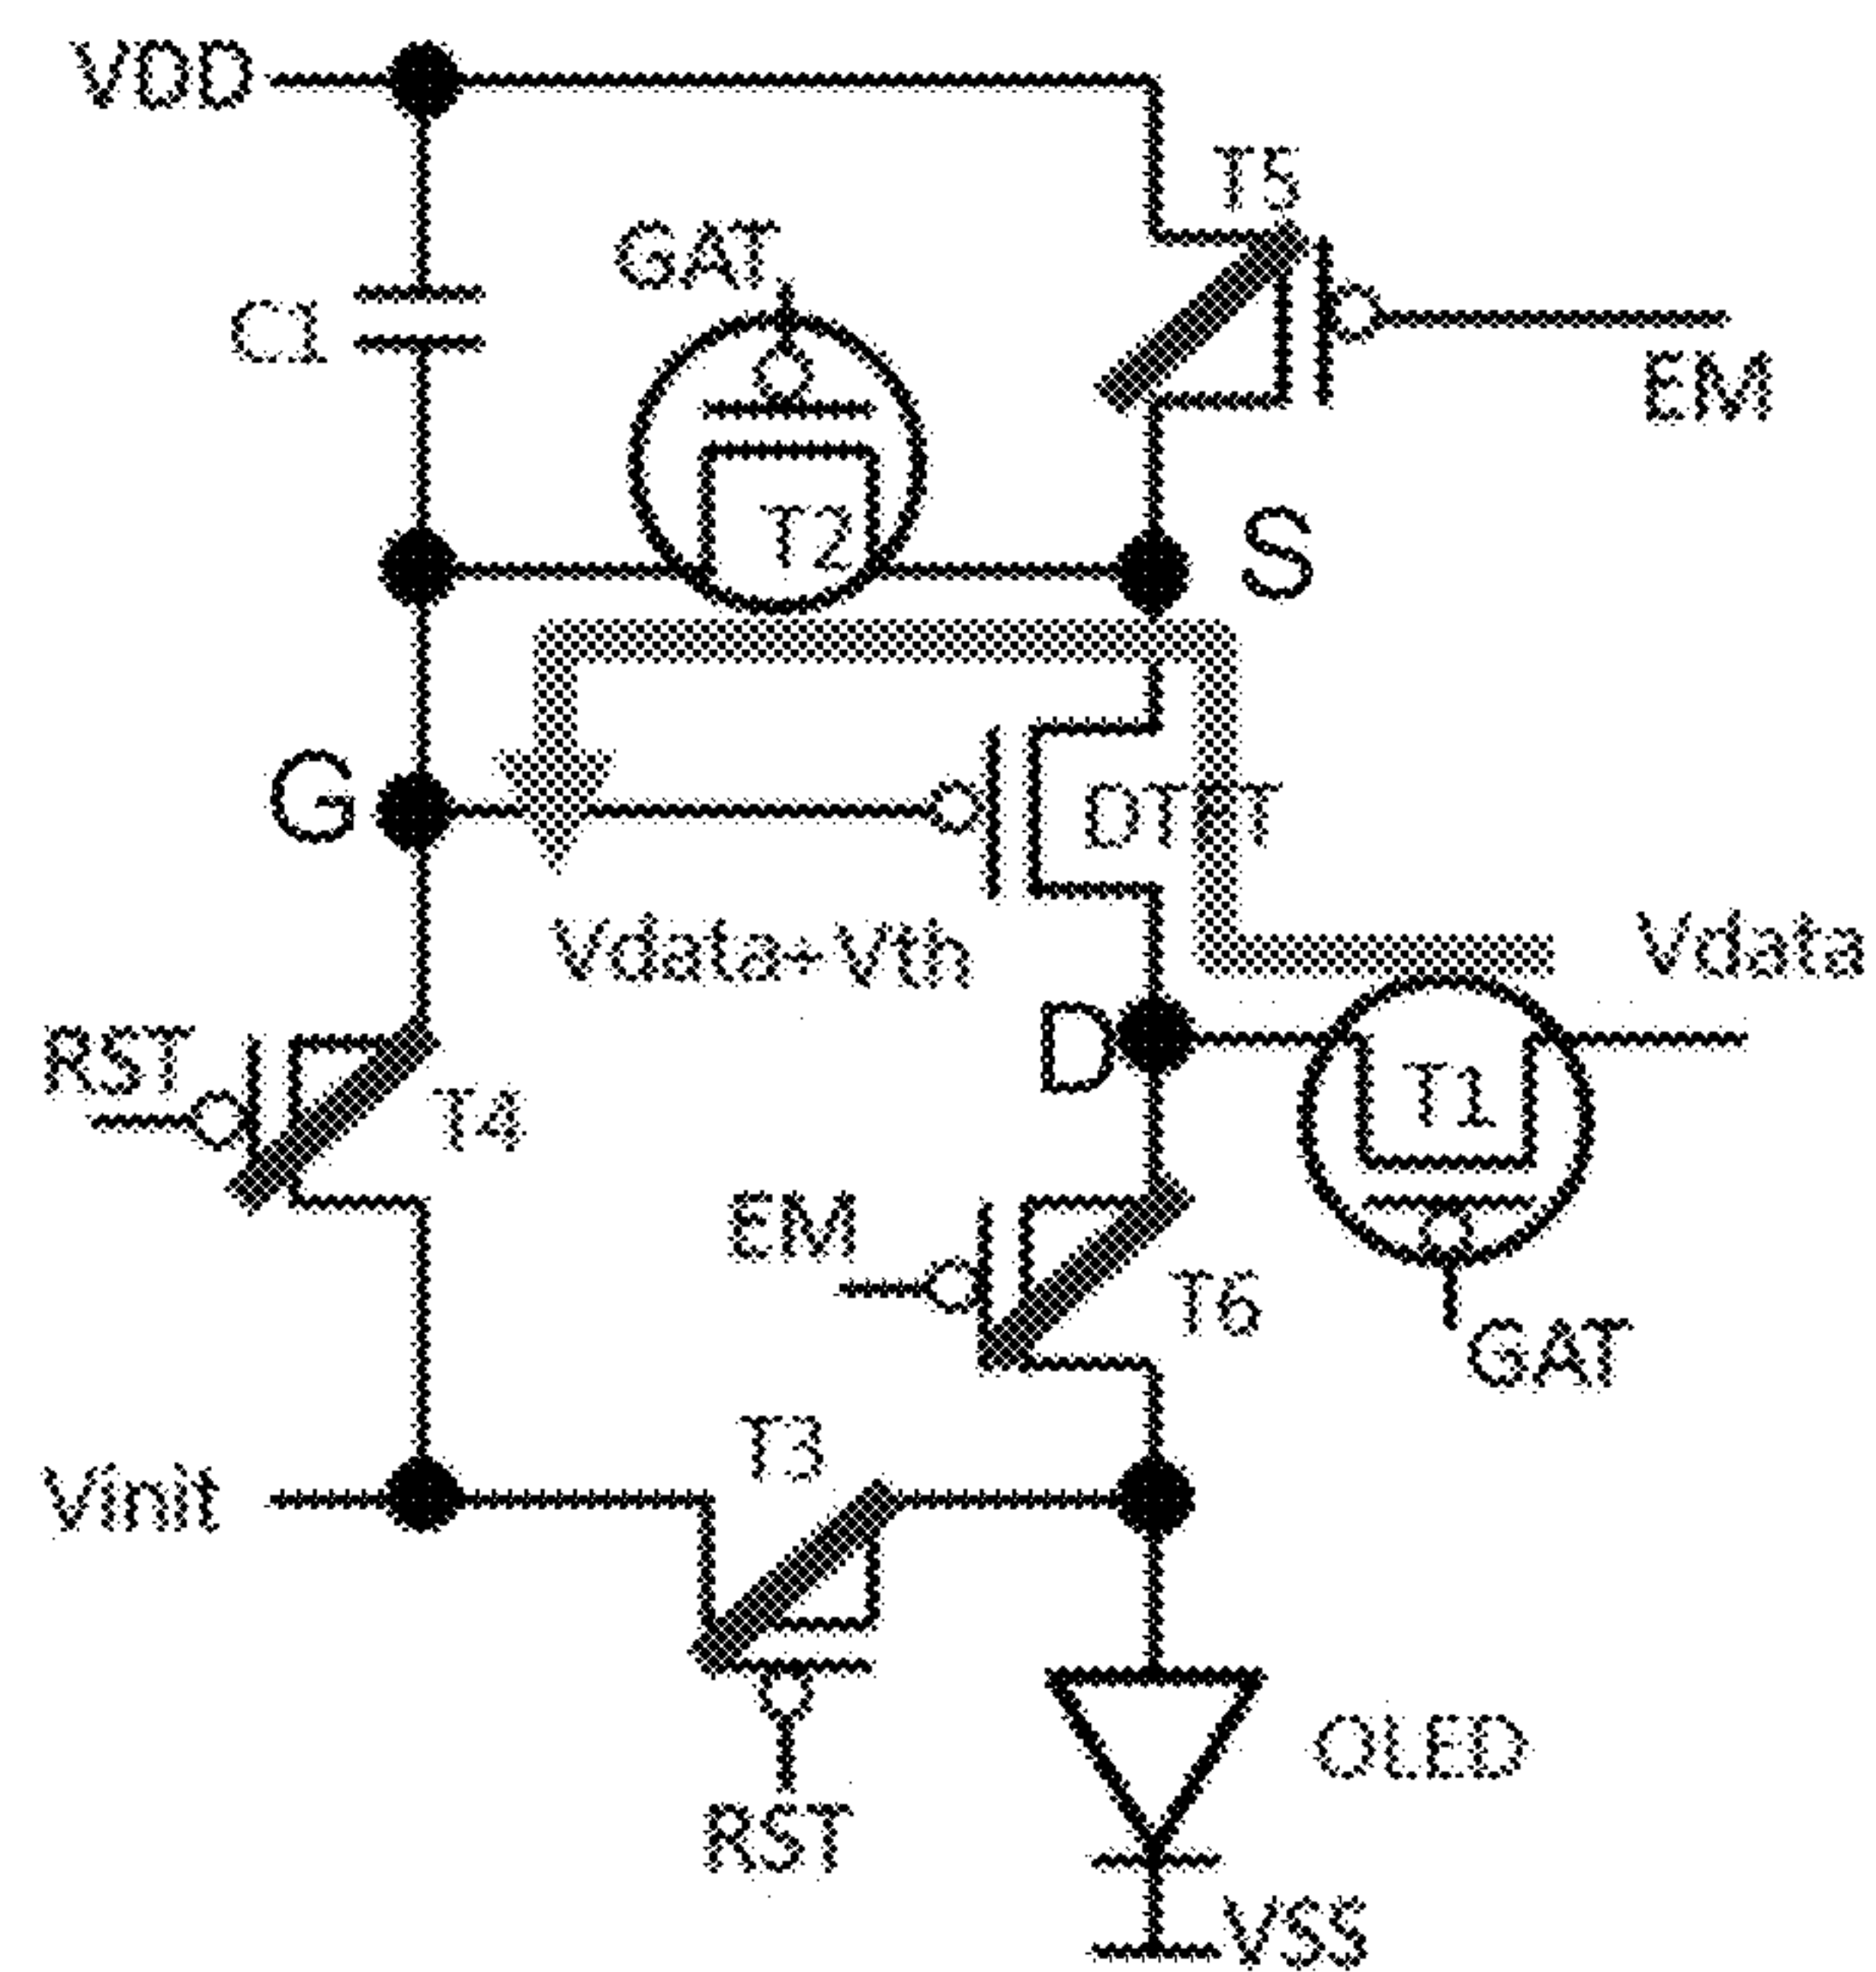 VDD
T5
GAT
C1
EM
T2
S
G
DTFT
Vdata+Vth
Vdata
RST
D
T1
T4
EM
T6
GAT
T3
Vinit
OLED
RST
VSS